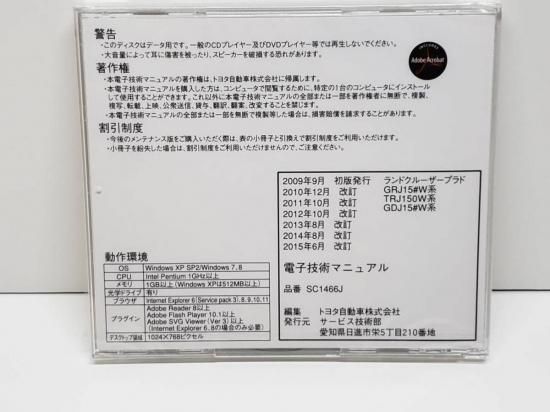 警告
・このディスクはデータ用です。一般のCDプレイヤー及びDVDプレイヤー等では再生しないでください。
・大音量によって耳に傷害を被ったり、スピーカーを破損する恐れがあります。
INCLUDES
Adobe Acrobat
著作権
・本電子技術マニュアルの著作権は、トヨタ自動車株式会社に帰属します。
・本電子技術マニュアルを購入した方は、コンピュータで閲覧するために、特定の1台のコンピュータにインストール
して使用することができます。これ以外に本電子技術マニュアルの全部または一部を著作権者に無断で、複製、
複写、転載、上映、公衆送信、貸与、翻訳、翻案、改変することを禁じます。
・本電子技術マニュアルの全部または一部を無断で複製等した場合は、損害賠償を請求することがあります。
割引制度
・今後のメンテナンス版をご購入いただく際は、表の小冊子と引換えで割引制度をご利用いただけます。
・小冊子を紛失した場合は、割引制度をご利用いただけませんので、ご注意ください。
2009年9月 初版発行 ランドクルーザープラド
2010年12月 改訂 GRJ15#W系
2011年10月 改訂 TRJ150W系
2012年10月 改訂 GDJ15#W系
2013年8月 改訂
2014年8月 改訂
2015年6月 改訂
電子技術マニュアル
品番 SC1466J
編集 トヨタ自動車株式会社
発行元 サービス技術部
愛知県日進市栄5丁目210番地
動作環境
OS Windows XP SP2/Windows 7、8
CPU Intel Pentium 1GHz以上
メモリ 1GB以上(Windows XPは512MB以上)
光学ドライブ 有り
ブラウザ Internet Explorer 6(Service pack 3)、8、9、10、11
プラグイン Adobe Reader 8以上
Adobe Flash Player 10.1以上
Adobe SVG Viewer (Ver 3)以上
(Internet Explorer 6、8の場合のみ必要)
デスクトップ領域 1024×768ピクセル